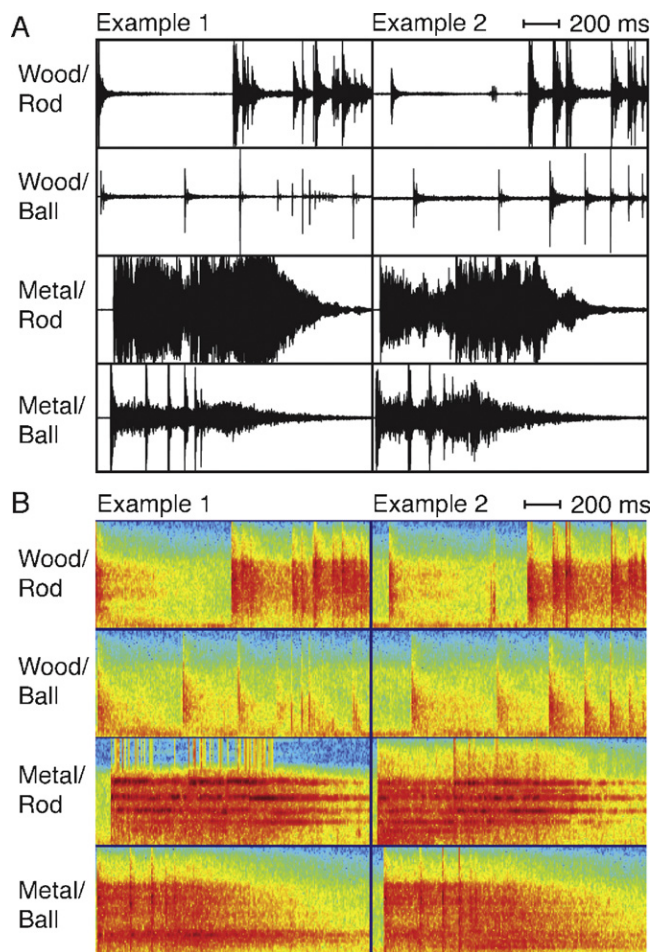 A
Example 1 Example 2 200 ms
Wood/
Rod
Wood/
Ball
Metal/
Rod
Metal/
Ball
B
Example 1 Example 2 200 ms
Wood/
Rod
Wood/
Ball
Metal/
Rod
Metal/
Ball